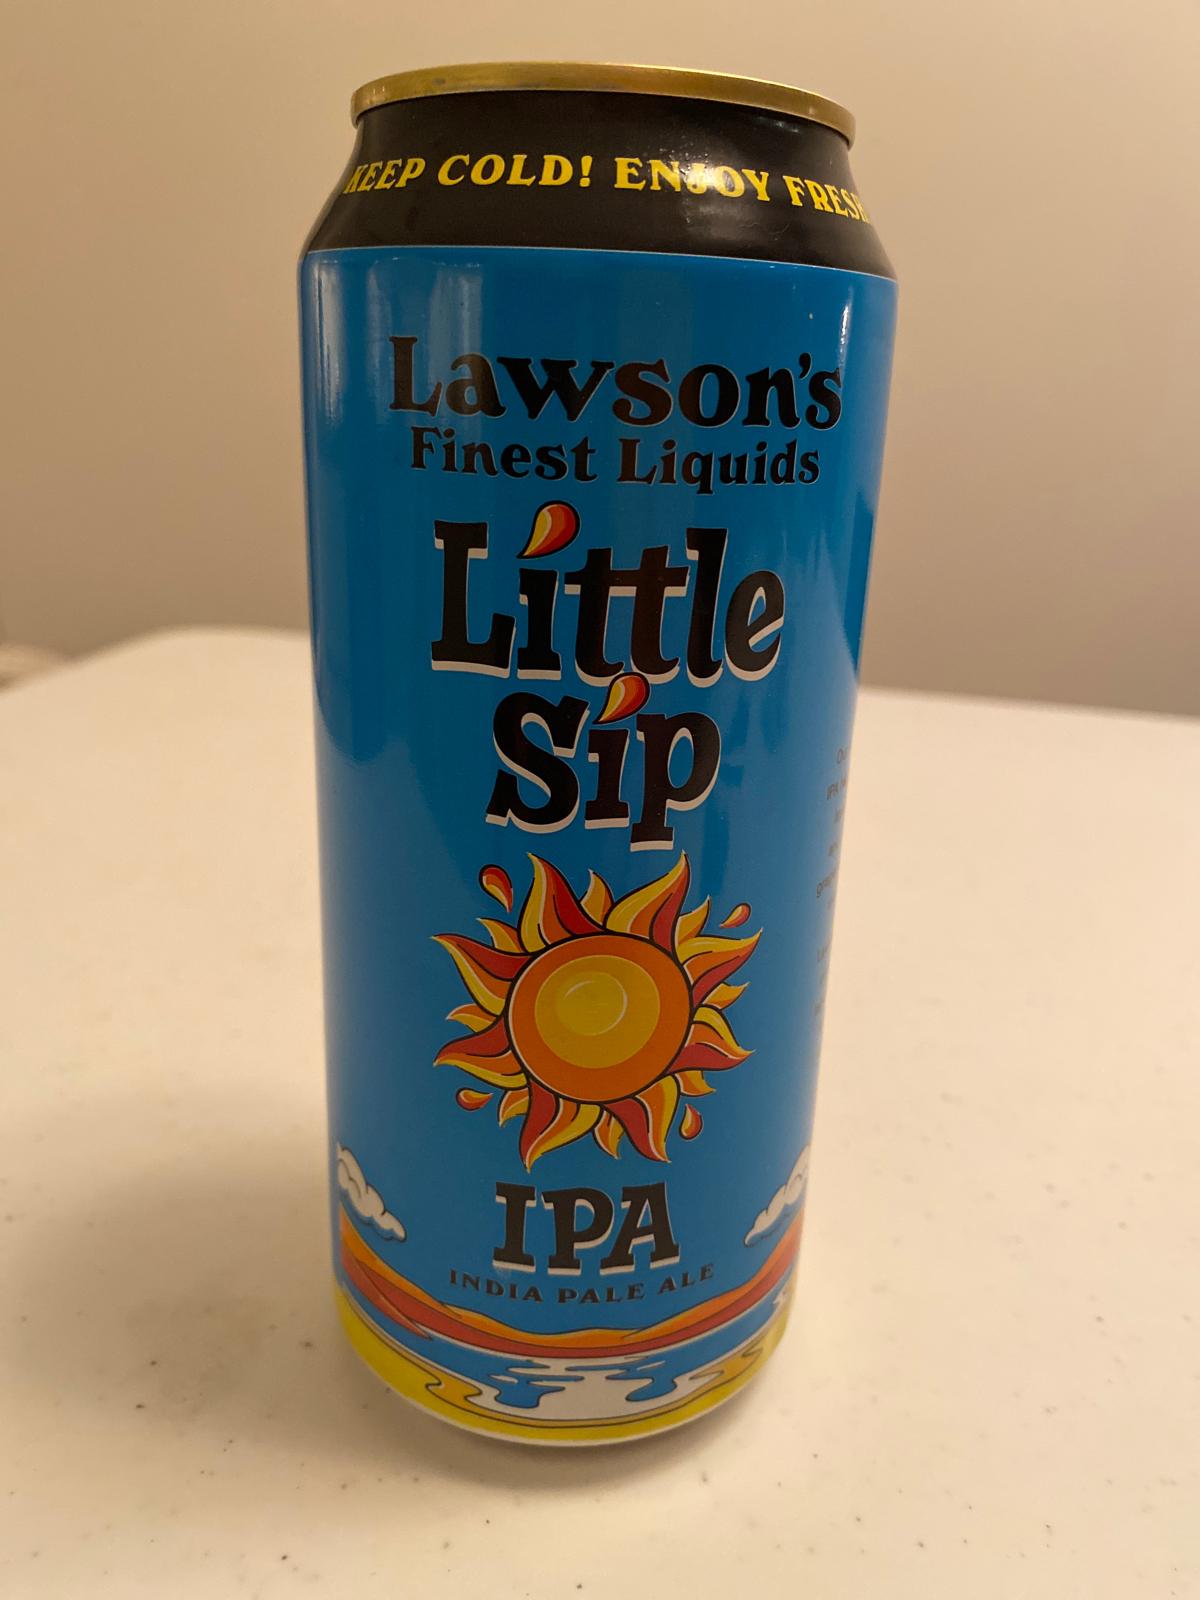 KEEP COLD! ENJOY FRESH
Lawson's
Finest Liquids
Little
Sip
IPA
INDIA PALE ALE